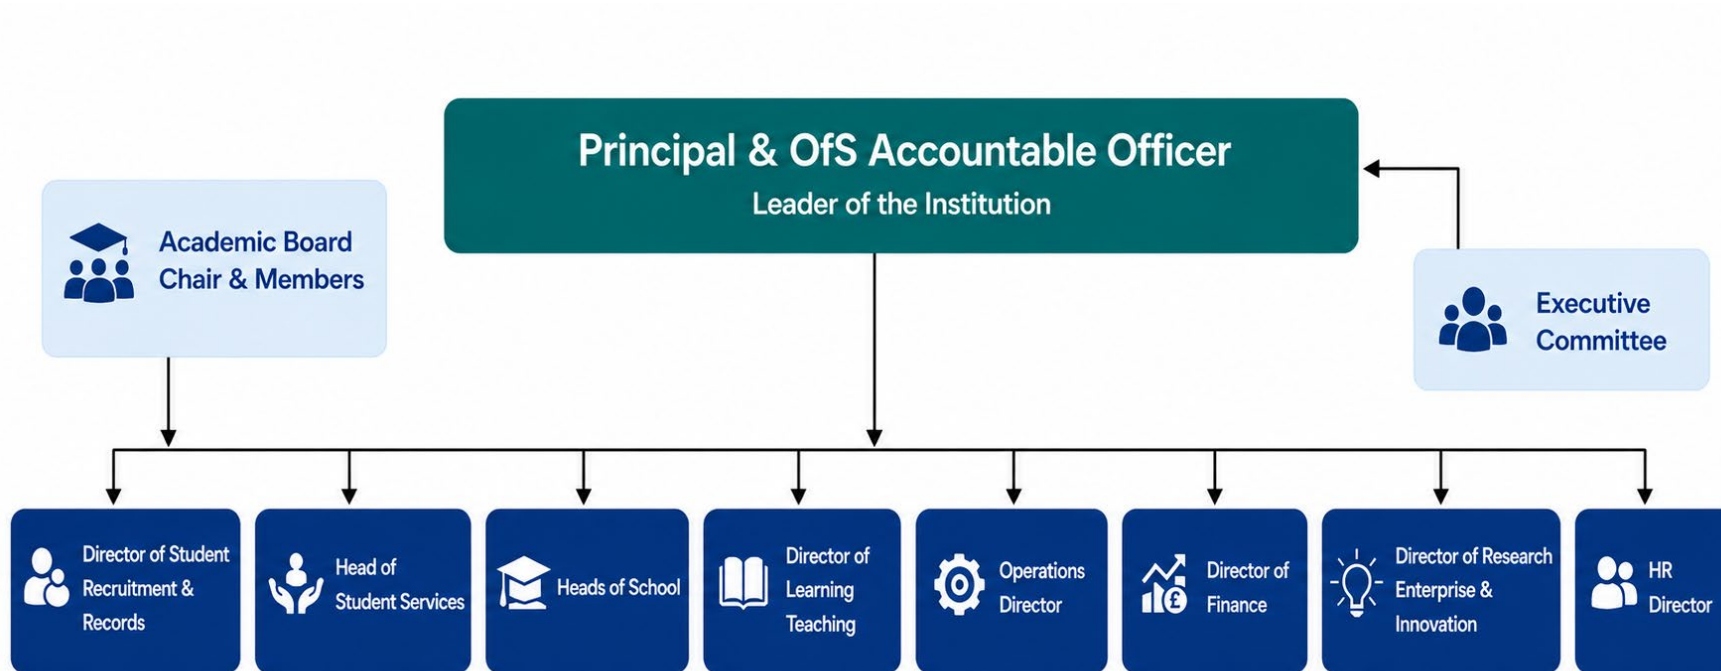 Principal & OfS Accountable Officer
Leader of the Institution
Academic Board
Chair & Members
Executive
Committee
Director of Student
Recruitment &
Records
Head of
Student Services
Heads of School
Director of
Learning
Teaching
Operations
Director
£
Director of
Finance
Director of Research
Enterprise &
Innovation
HR
Director